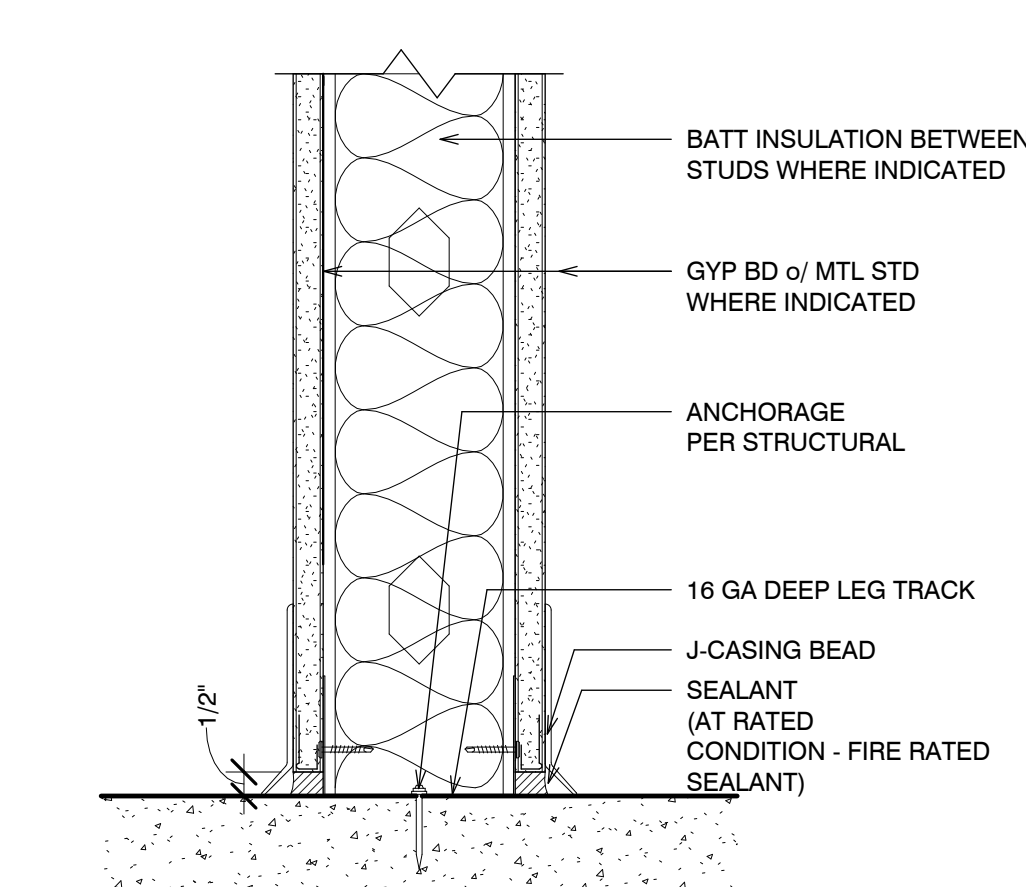 BATT INSULATION BETWEEN
STUDS WHERE INDICATED
GYP BD o/ MTL STD
WHERE INDICATED
ANCHORAGE
PER STRUCTURAL
16 GA DEEP LEG TRACK
J-CASING BEAD
SEALANT
(AT RATED
CONDITION - FIRE RATED
SEALANT)
1/2"